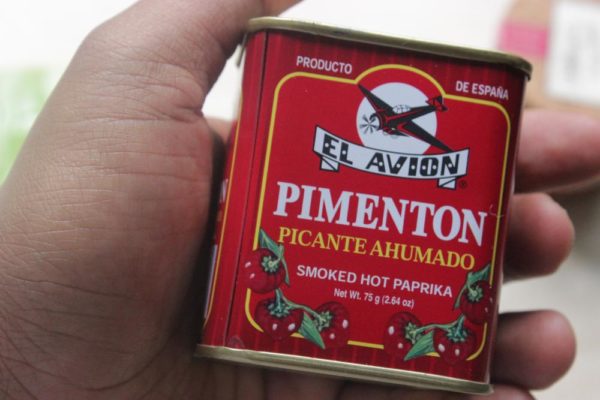 PRODUCTO DE ESPAÑA
EL AVION ®
PIMENTON
PICANTE AHUMADO
SMOKED HOT PAPRIKA
Net Wt. 75 g (2.64 oz)